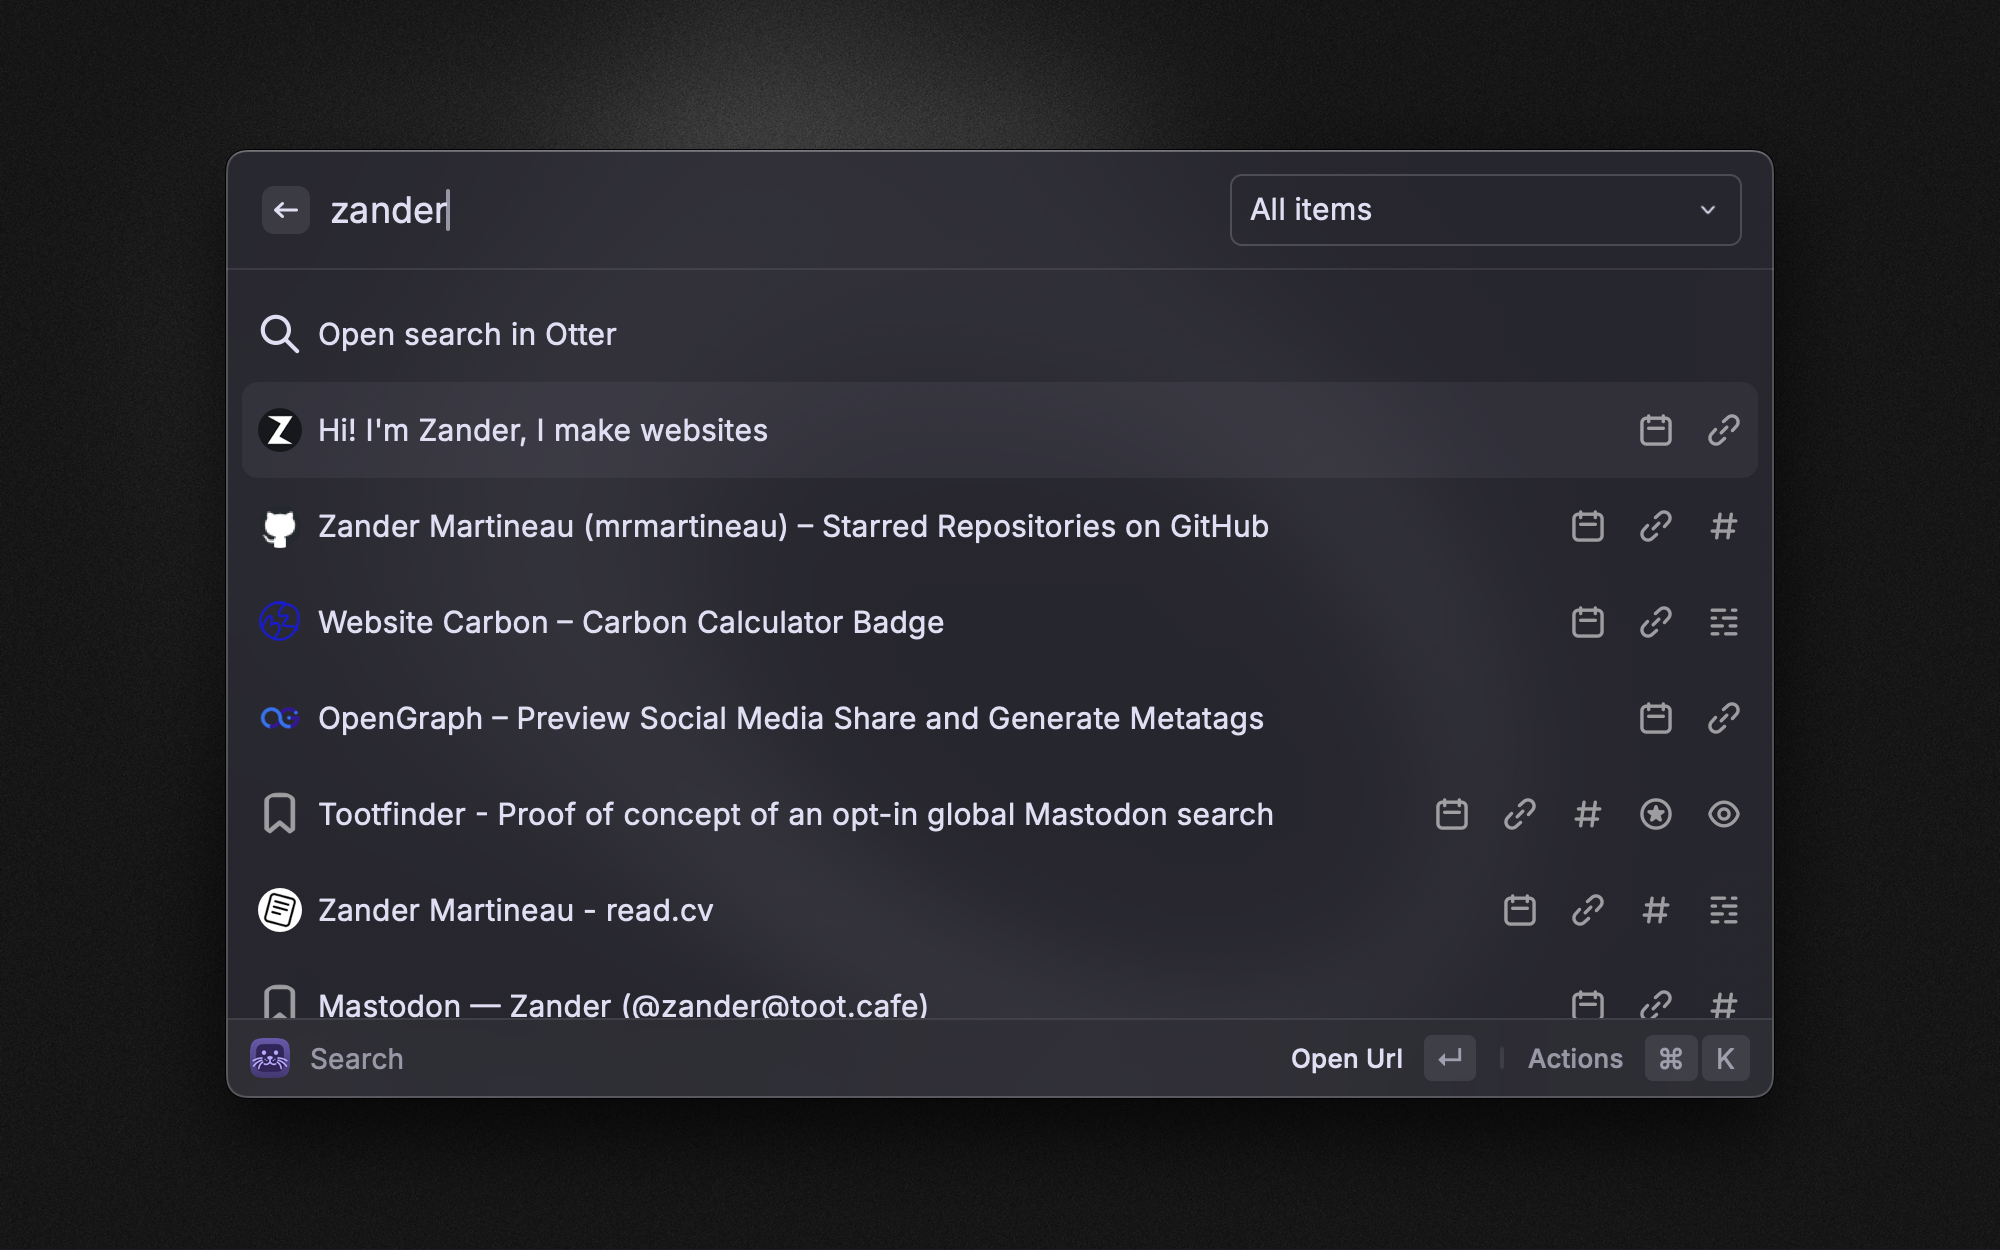 zander
All items
Open search in Otter
Hi! I'm Zander, I make websites
Zander Martineau (mrmartineau) – Starred Repositories on GitHub
Website Carbon – Carbon Calculator Badge
OpenGraph – Preview Social Media Share and Generate Metatags
Tootfinder - Proof of concept of an opt-in global Mastodon search
Zander Martineau - read.cv
Mastodon — Zander (@zander@toot.cafe)
Search
Open Url ↵
Actions ⌘ K